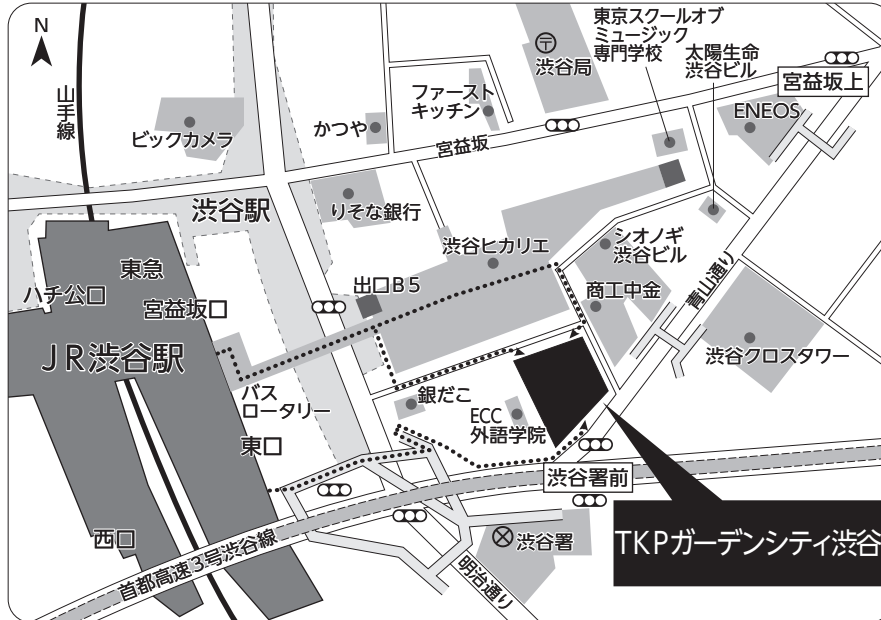 N
山手線
ビックカメラ
かつや
ファースト
キッチン
渋谷局
東京スクールオブ
ミュージック
専門学校
太陽生命
渋谷ビル
宮益坂上
ENEOS
宮益坂
渋谷駅
りそな銀行
渋谷ヒカリエ
シオノギ
渋谷ビル
青山通り
東急
ハチ公口
宮益坂口
出口B5
商工中金
JR渋谷駅
渋谷クロスタワー
バス
ロータリー
銀だこ
ECC
外語学院
東口
渋谷署前
西口
首都高速3号渋谷線
渋谷署
明治通り
TKPガーデンシティ渋谷